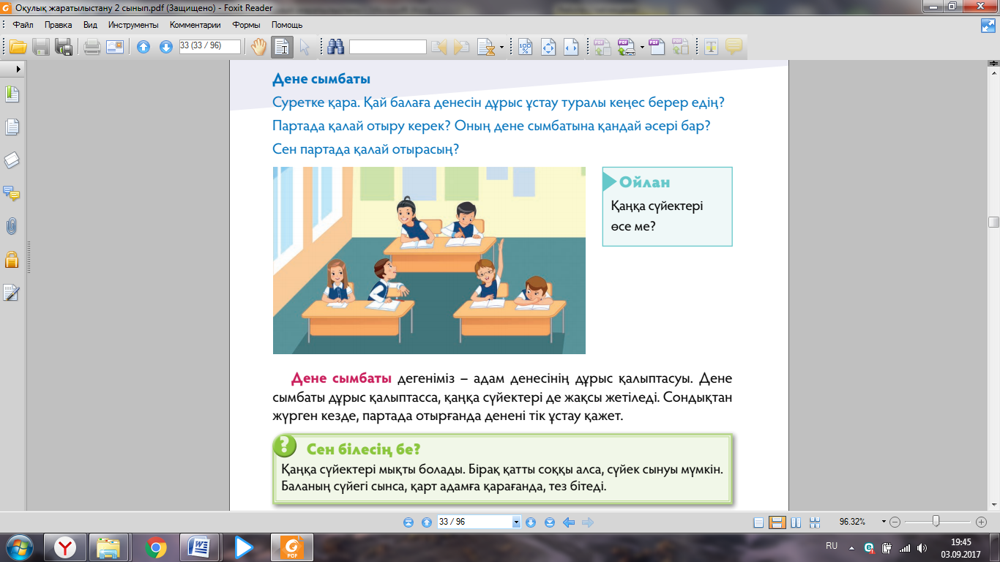 Оқулық жаратылыстану 2 сынып.pdf (Защищено) - Foxit Reader
Файл Правка Вид Инструменты Комментарии Формы Помощь
33 (33 / 96)
Дене сымбаты
Суретке қара. Қай балаға денесін дұрыс ұстау туралы кеңес берер едің?
Партада қалай отыру керек? Оның дене сымбатына қандай әсері бар?
Сен партада қалай отырасың?
Ойлан
Қаңқа сүйектері
өсе ме?
Дене сымбаты дегеніміз – адам денесінің дұрыс қалыптасуы. Дене
сымбаты дұрыс қалыптасса, қаңқа сүйектері де жақсы жетіледі. Сондықтан
жүрген кезде, партада отырғанда денені тік ұстау қажет.
? Сен білесің бе?
Қаңқа сүйектері мықты болады. Бірақ қатты соққы алса, сүйек сынуы мүмкін.
Баланың сүйегі сынса, қарт адамға қарағанда, тез бітеді.
33 / 96
96.32%
RU
19:45
03.09.2017